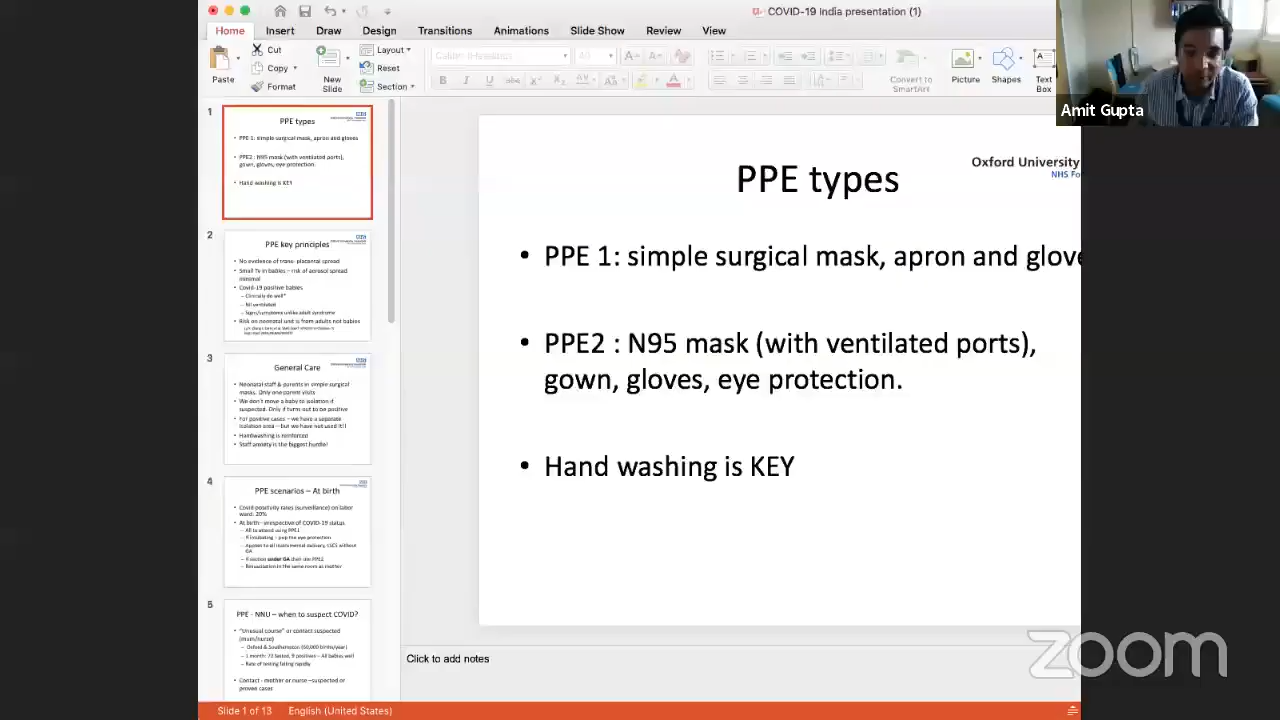 COVID-19 India presentation (1)
Home Insert Draw Design Transitions Animations Slide Show Review View
Paste
Cut
Copy
Format
New
Slide
Layout
Reset
Section
Convert to
SmartArt
Picture
Shapes
Text
Box
Amit Gupta
1
PPE types
• PPE 1: simple surgical mask, apron and gloves
• PPE2 : N95 mask (with ventilated ports),
gown, gloves, eye protection.
• Hand washing is KEY
2
PPE key principles
• No evidence of trans-placental spread
• Small Tv in babies – risk of aerosol spread
minimal
• Covid-19 positive babies
– Clinically do well*
– Nil ventilated
– Signs/symptoms unlike adult syndrome
• Risk on neonatal unit is from adults not babies
3
General Care
• Neonatal staff & parents in simple surgical
masks. Only one parent visits
• We don't move a baby to isolation if
suspected. Only if turns out to be positive
• For positive cases – we have a separate
isolation area – but we have not used it!!
• Handwashing is reinforced
• Staff anxiety is the biggest hurdle!
4
PPE scenarios – At birth
• Covid positivity rates (surveillance) on labor
ward: 20%
• At birth - irrespective of COVID-19 status
– All to attend using PPE1
– If intubating – pop the eye protection
GA
– If section under GA then use PPE2
– Resuscitation in the same room as mother
5
PPE - NNU – when to suspect COVID?
• "Unusual course" or contact suspected
(mum/nurse)
– Oxford & Southampton (60,000 births/year)
– 1 month: 72 tested, 9 positives – All babies well
– Rate of testing falling rapidly
• Contact - mother or nurse –suspected or
proven cases
Oxford University
NHS Fo
PPE types
• PPE 1: simple surgical mask, apron and glove
• PPE2 : N95 mask (with ventilated ports),
gown, gloves, eye protection.
• Hand washing is KEY
Click to add notes
zoom
Slide 1 of 13 English (United States)